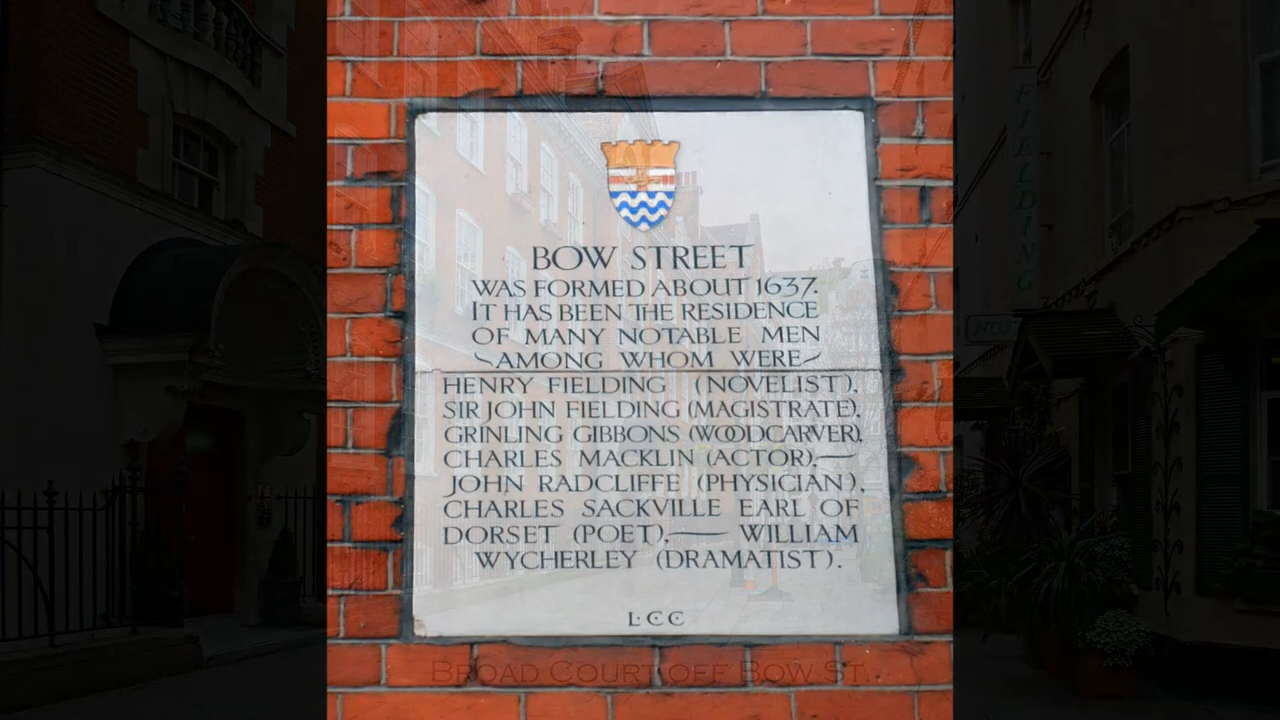 BOW STREET
WAS FORMED ABOUT 1637.
IT HAS BEEN THE RESIDENCE
OF MANY NOTABLE MEN
AMONG WHOM WERE
HENRY FIELDING (NOVELIST),
SIR JOHN FIELDING (MAGISTRATE),
GRINLING GIBBONS (WOODCARVER),
CHARLES MACKLIN (ACTOR),—
JOHN RADCLIFFE (PHYSICIAN),
CHARLES SACKVILLE EARL OF
DORSET (POET),— WILLIAM
WYCHERLEY (DRAMATIST).
L·C·C
BROAD COURT OFF BOW ST.
FIELDING